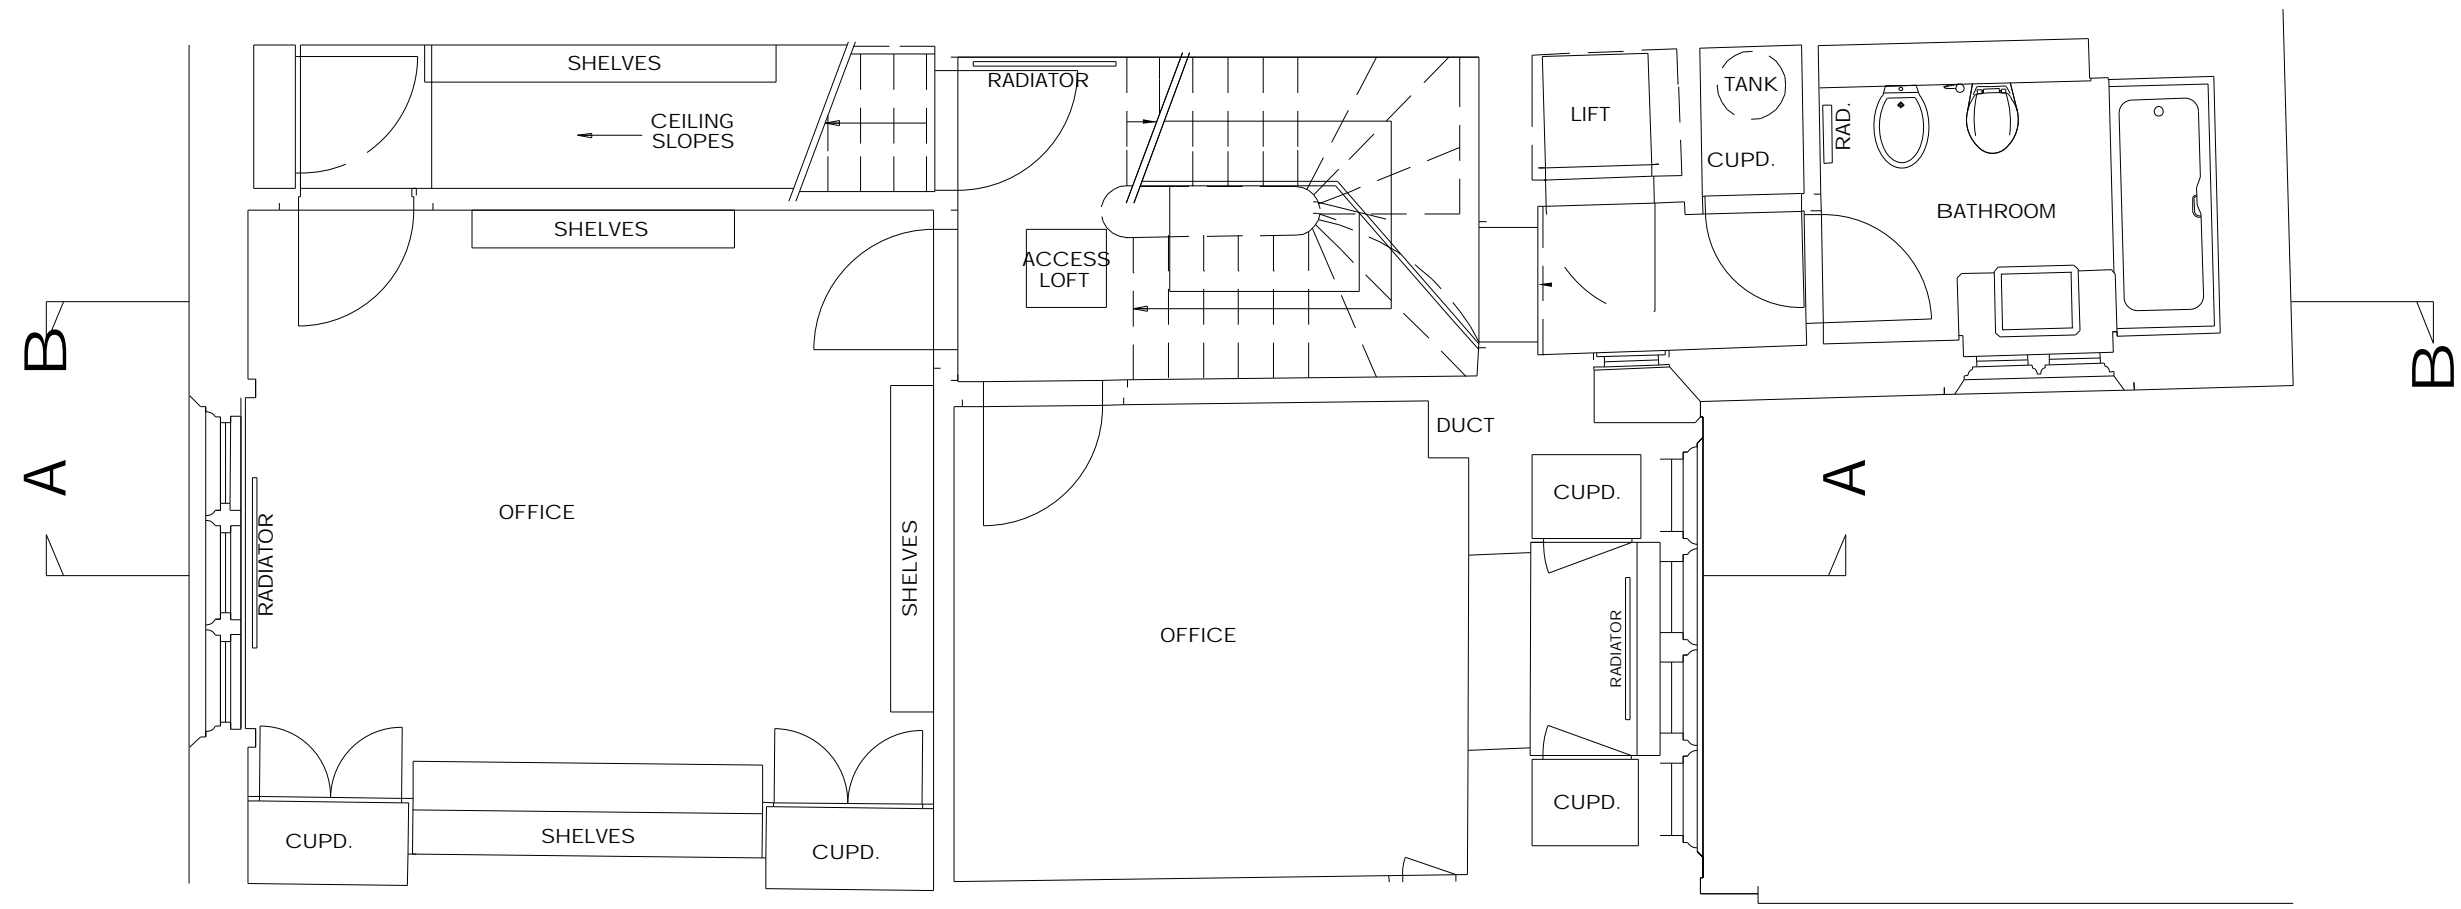 SHELVES
RADIATOR
TANK
LIFT
CEILING
SLOPES
RAD.
CUPD.
BATHROOM
SHELVES
ACCESS
LOFT
B
B
DUCT
A
A
CUPD.
OFFICE
RADIATOR
SHELVES
OFFICE
RADIATOR
CUPD.
CUPD.
SHELVES
CUPD.